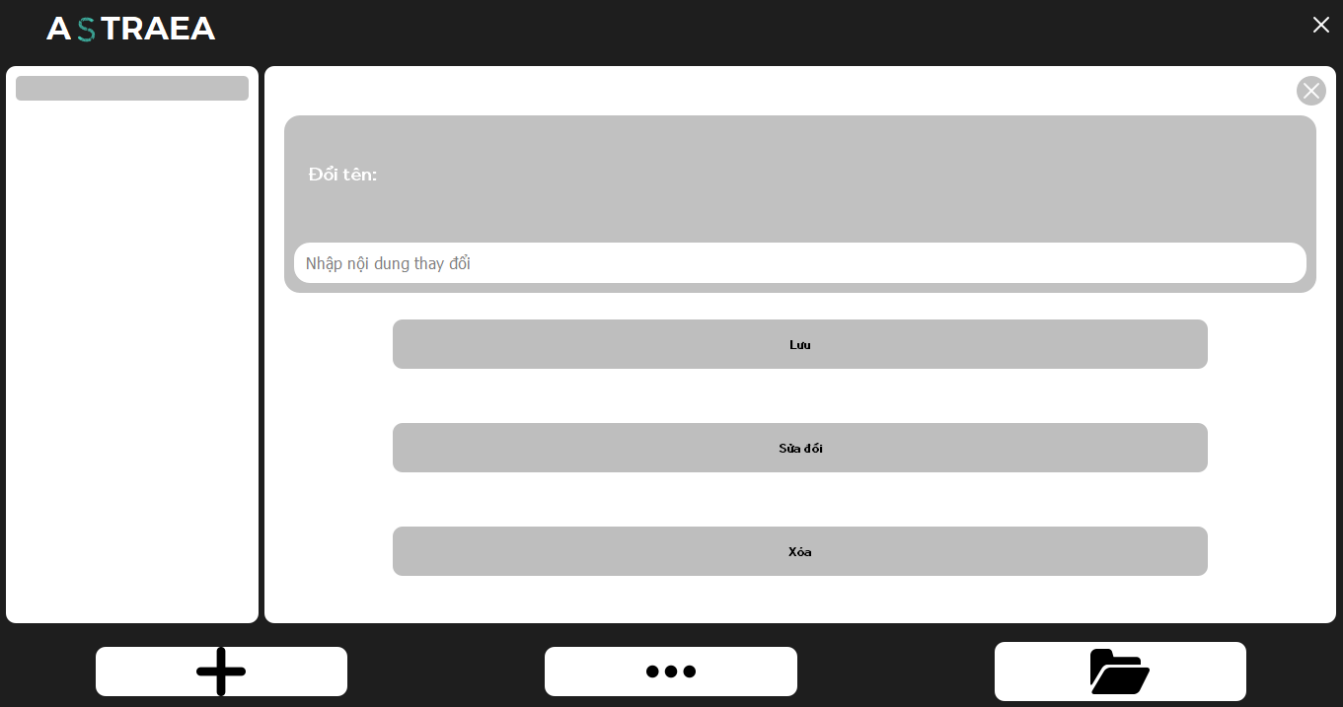 ASTRAEA
Đổi tên:
Nhập nội dung thay đổi
Lưu
Sửa đổi
Xóa